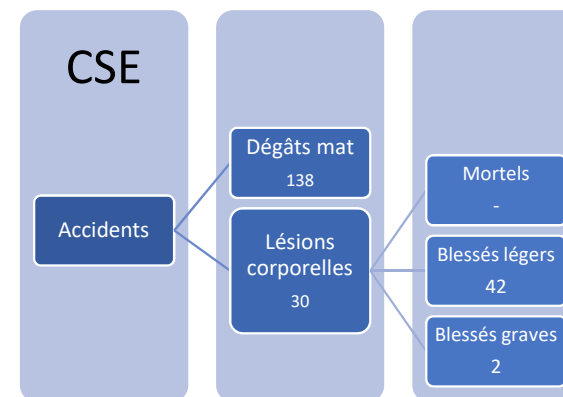 CSE
Accidents
Dégâts mat
138
Lésions
corporelles
30
Mortels
-
Blessés légers
42
Blessés graves
2